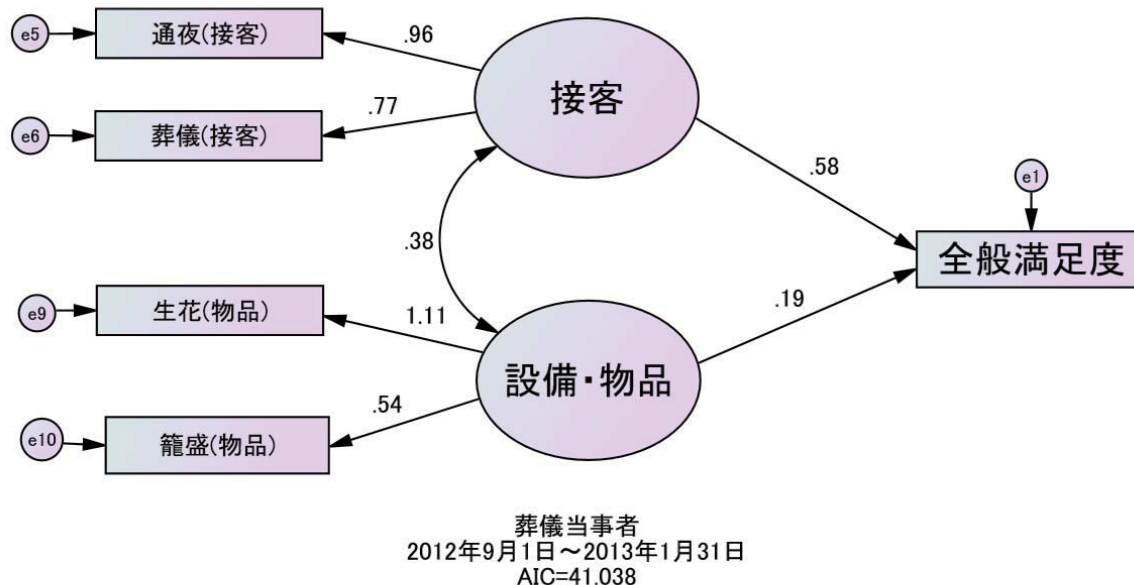 e5
通夜(接客)
.96
接客
e6
葬儀(接客)
.77
.58
e1
.38
全般満足度
e9
生花(物品)
1.11
.19
設備・物品
.54
e10
籠盛(物品)
葬儀当事者
2012年9月1日～2013年1月31日
AIC=41.038